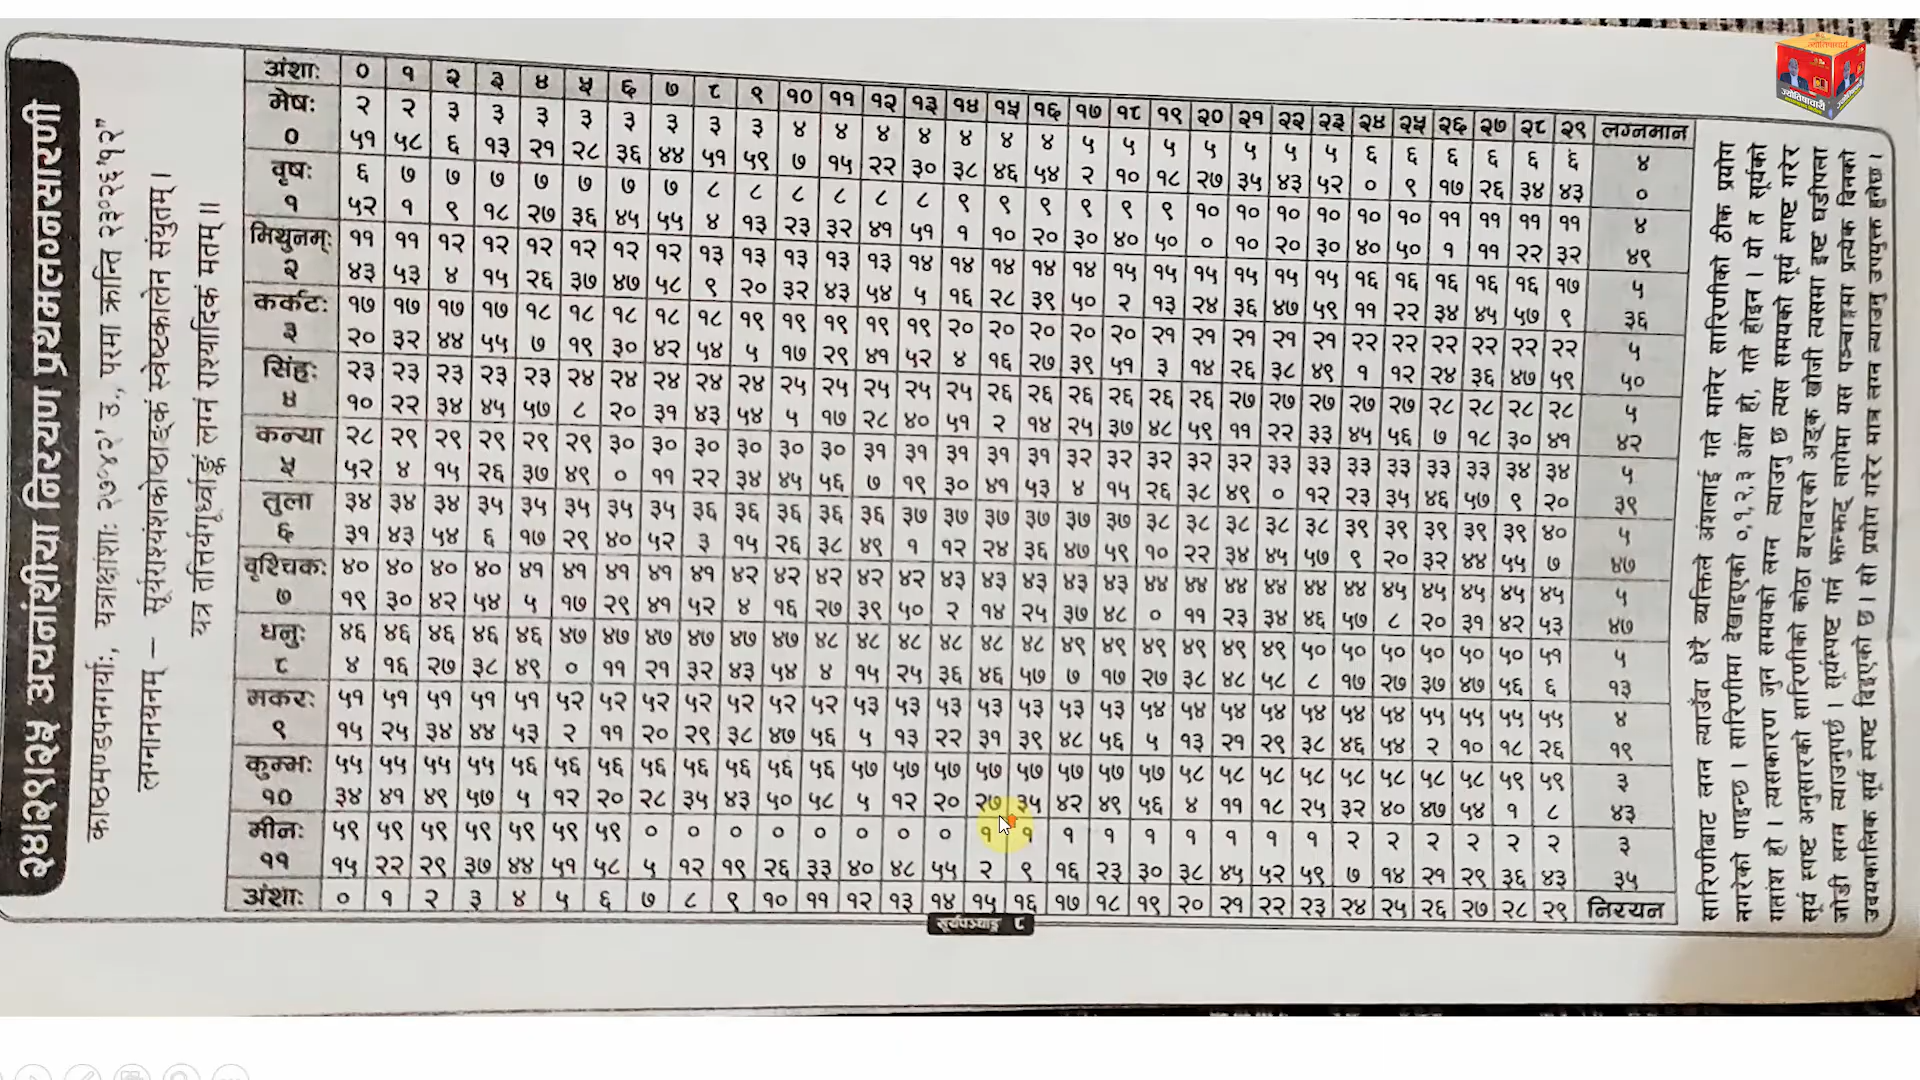 २०४१२४ अयनांशीय निरयण प्रथमलग्नसारणी
काठमाण्डूपनगर्याः, पलांशाः २७०४२' उ, परमा क्रान्ति २३०२६'१२"
लग्नानयनम् –
यत्र
लग्नं राश्यादिकं मतम्॥
अंशाः ० १ २ ३ ४ ५ ६ ७ ८ ९ १० ११ १२ १३ १४ १५ १६ १७ १८ १९ २० २१ २२ २३ २४ २५ २६ २७ २८ २९ लग्नमान
मेषः २ २ ३ ३ ३ ३ ३ ३ ३ ३ ४ ४ ४ ४ ४ ४ ४ ५ ५ ५ ५ ५ ५ ५ ६ ६ ६ ६ ६ ६ ४
० ५१ ५८ ६ १३ २१ २८ ३६ ४४ ५१ ५९ ७ १५ २२ ३० ३८ ४६ ५४ २ १० १८ २७ ३५ ४३ ५२ ० ९ १७ २६ ३४ ४३ ०
वृषः ६ ७ ७ ७ ७ ७ ७ ७ ८ ८ ८ ८ ८ ८ ९ ९ ९ ९ ९ ९ १० १० १० १० १० १० ११ ११ ११ ११ ४
१ ५२ १ ९ १८ २७ ३६ ४५ ५५ ४ १३ २३ ३२ ४१ ५१ १ १० २० ३० ४० ५० ० १० २० ३० ४० ५० १ ११ २२ ३२ ४९
मिथुनम्ः ११ ११ १२ १२ १२ १२ १२ १२ १३ १३ १३ १३ १३ १४ १४ १४ १४ १४ १५ १५ १५ १५ १५ १५ १६ १६ १६ १६ १६ १७ ५
२ ४३ ५३ ४ १५ २६ ३७ ४७ ५८ ९ २० ३२ ४३ ५४ ५ १६ २८ ३९ ५० २ १३ २४ ३६ ४७ ५९ ११ २२ ३४ ४५ ५७ ९ ३६
कर्कटः १७ १७ १७ १७ १८ १८ १८ १८ १८ १९ १९ १९ १९ १९ २० २० २० २० २० २१ २१ २१ २१ २१ २२ २२ २२ २२ २२ २२ ५
३ २० ३२ ४४ ५५ ७ १९ ३० ४२ ५४ ५ १७ २९ ४१ ५२ ४ १६ २७ ३९ ५१ ३ १४ २६ ३८ ४९ १ १२ २४ ३६ ४७ ५९ ५०
सिंहः २३ २३ २३ २३ २३ २४ २४ २४ २४ २४ २५ २५ २५ २५ २५ २६ २६ २६ २६ २६ २६ २७ २७ २७ २७ २७ २८ २८ २८ २८ ५
४ १० २२ ३४ ४५ ५७ ८ २० ३१ ४३ ५४ ५ १७ २८ ४० ५१ २ १४ २५ ३७ ४८ ५९ ११ २२ ३३ ४५ ५६ ७ १८ ३० ४१ ४२
कन्या २८ २९ २९ २९ २९ २९ ३० ३० ३० ३० ३० ३० ३१ ३१ ३१ ३१ ३१ ३२ ३२ ३२ ३२ ३२ ३३ ३३ ३३ ३३ ३३ ३३ ३४ ३४ ५
५ ५२ ४ १५ २६ ३७ ४९ ० ११ २२ ३४ ४५ ५६ ७ १९ ३० ४१ ५३ ४ १५ २६ ३८ ४९ ० १२ २३ ३५ ४६ ५७ ९ २० ३९
तुला ३४ ३४ ३४ ३५ ३५ ३५ ३५ ३५ ३६ ३६ ३६ ३६ ३६ ३७ ३७ ३७ ३७ ३७ ३७ ३८ ३८ ३८ ३८ ३८ ३९ ३९ ३९ ३९ ३९ ४० ५
६ ३१ ४३ ५४ ६ १७ २९ ४० ५२ ३ १५ २६ ३८ ४९ १ १२ २४ ३६ ४७ ५९ १० २२ ३४ ४५ ५७ ९ २० ३२ ४४ ५५ ७ ४७
वृश्चिकः ४० ४० ४० ४० ४१ ४१ ४१ ४१ ४१ ४२ ४२ ४२ ४२ ४२ ४३ ४३ ४३ ४३ ४३ ४४ ४४ ४४ ४४ ४४ ४४ ४५ ४५ ४५ ४५ ४५ ५
७ १९ ३० ४२ ५४ ५ १७ २९ ४१ ५२ ४ १६ २७ ३९ ५० २ १४ २५ ३७ ४८ ० ११ २३ ३४ ४६ ५७ ८ २० ३१ ४२ ५३ ४७
धनुः ४६ ४६ ४६ ४६ ४६ ४७ ४७ ४७ ४७ ४७ ४७ ४८ ४८ ४८ ४८ ४८ ४८ ४९ ४९ ४९ ४९ ४९ ४९ ५० ५० ५० ५० ५० ५० ५१ ५
८ ४ १६ २७ ३८ ४९ ० ११ २१ ३२ ४३ ५४ ४ १५ २५ ३६ ४६ ५७ ७ १७ २७ ३८ ४८ ५८ ८ १७ २७ ३७ ४७ ५६ ६ १३
मकरः ५१ ५१ ५१ ५१ ५१ ५२ ५२ ५२ ५२ ५२ ५२ ५२ ५३ ५३ ५३ ५३ ५३ ५३ ५३ ५४ ५४ ५४ ५४ ५४ ५४ ५४ ५५ ५५ ५५ ५५ ४
९ १५ २५ ३४ ४४ ५३ २ ११ २० २९ ३८ ४७ ५६ ५ १३ २२ ३१ ३९ ४८ ५६ ५ १३ २१ २९ ३८ ४६ ५४ २ १० १८ २६ १९
कुम्भः ५५ ५५ ५५ ५५ ५६ ५६ ५६ ५६ ५६ ५६ ५६ ५६ ५७ ५७ ५७ ५७ ५७ ५७ ५७ ५७ ५८ ५८ ५८ ५८ ५८ ५८ ५८ ५८ ५९ ५९ ३
१० ३४ ४१ ४९ ५७ ५ १२ २० २८ ३५ ४३ ५० ५८ ५ १२ २० २७ ३५ ४२ ४९ ५६ ४ ११ १८ २५ ३२ ४० ४७ ५४ १ ८ ४३
मीनः ५९ ५९ ५९ ५९ ५९ ५९ ५९ ० ० ० ० ० ० ० ० १ १ १ १ १ १ १ १ १ २ २ २ २ २ २ ३
११ १५ २२ २९ ३७ ४४ ५१ ५८ ५ १२ १९ २६ ३३ ४० ४८ ५५ २ ९ १६ २३ ३० ३८ ४५ ५२ ५९ ७ १४ २१ २९ ३६ ४३ ३५
अंशाः ० १ २ ३ ४ ५ ६ ७ ८ ९ १० ११ १२ १३ १४ १५ १६ १७ १८ १९ २० २१ २२ २३ २४ २५ २६ २७ २८ २९ निरयन
सूर्यपञ्चाङ्ग ८
सारिणीबाट लग्न ल्याउँदा धेरै व्यक्तिले अंशलाई गते मानेर सारिणीको ठीक प्रयोग
गरेको पाइन्छ । सारिणीमा देखाइएको ०,१,२,३ अंश हो, गते होइन । यो त सूर्यको
गतांश हो । त्यसकारण जुन समयको लग्न ल्याउनु छ त्यस समयको सूर्य स्पष्ट गरेर
सूर्य स्पष्ट अनुसारको सारिणीको कोठा बराबरको अङ्क खोजी त्यसमा इष्ट घडीपला
जोडी लग्न ल्याउनुपर्छ । सूर्यस्पष्ट गर्न झन्झट् लागेमा यस पञ्चाङ्गमा प्रत्येक दिनको
उदयकालिक सूर्य स्पष्ट दिइएको छ । सो प्रयोग गरेर मात्र लग्न ल्याउनु उपयुक्त हुनेछ ।
ज्योतिषाचार्य